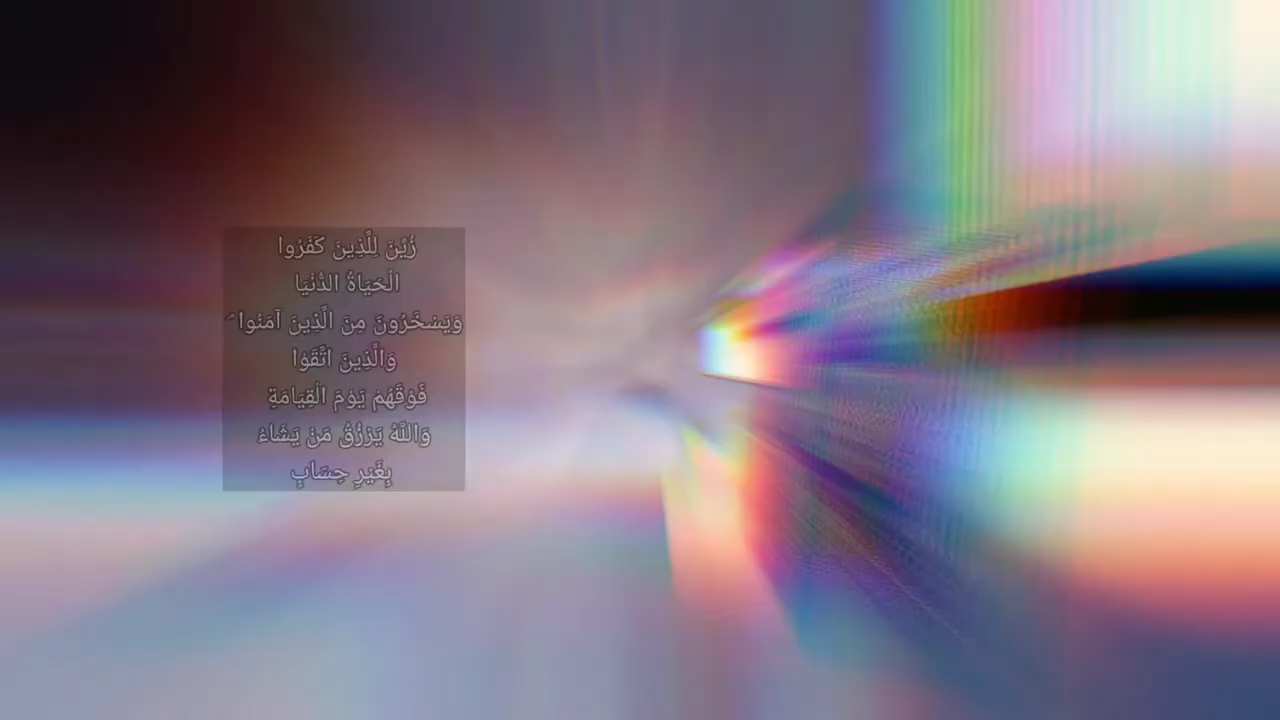 زُيِّنَ لِلَّذِينَ كَفَرُوا
الْحَيَاةُ الدُّنْيَا
وَيَسْخَرُونَ مِنَ الَّذِينَ آمَنُوا ۘ
وَالَّذِينَ اتَّقَوْا
فَوْقَهُمْ يَوْمَ الْقِيَامَةِ
وَاللَّهُ يَرْزُقُ مَنْ يَشَاءُ
بِغَيْرِ حِسَابٍ